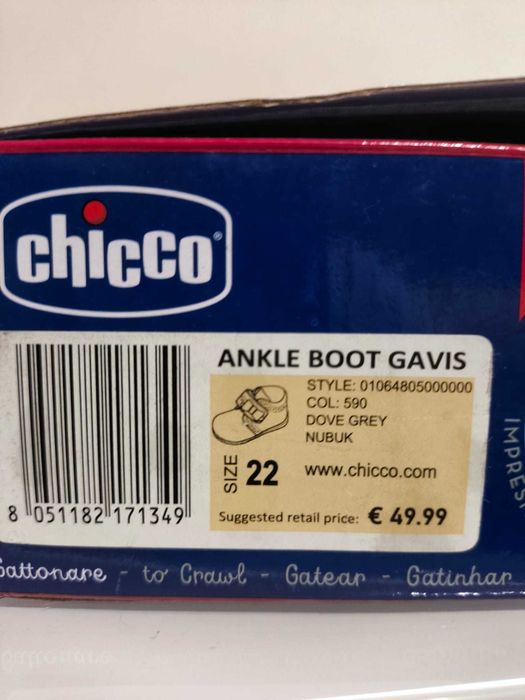 chicco®
ANKLE BOOT GAVIS
STYLE: 01064805000000
COL: 590
DOVE GREY
NUBUK
SIZE 22
www.chicco.com
Suggested retail price: € 49.99
8 051182 171349
Gattonare - to Crawl - Gatear - Gatinhar